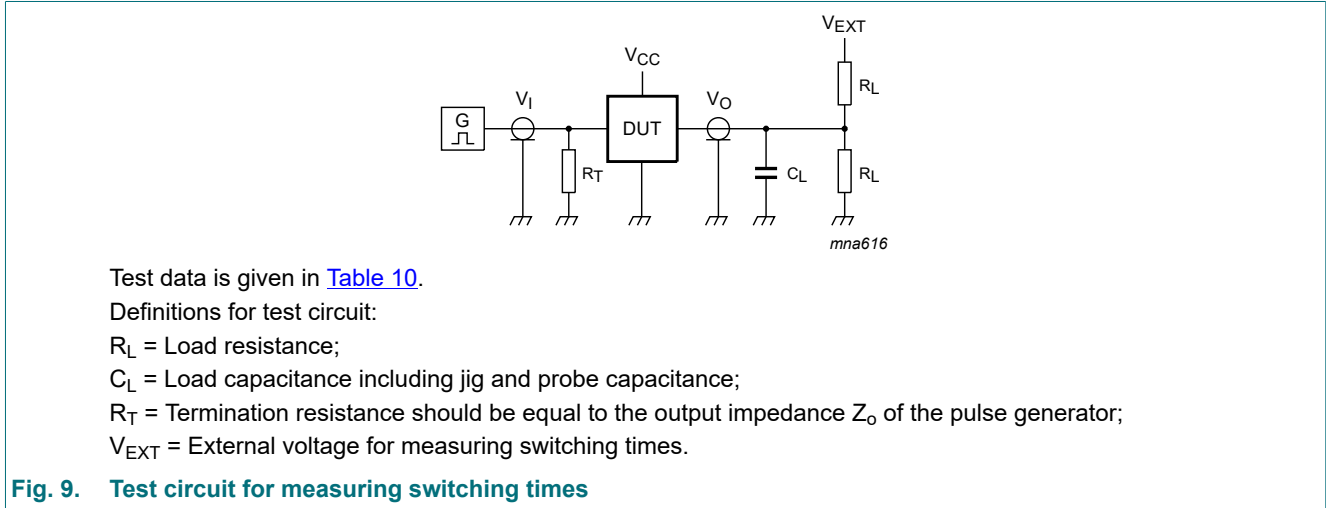 VEXT
VCC
RL
VI
VO
G
DUT
RT
CL
RL
mna616
Test data is given in Table 10.
Definitions for test circuit:
RL = Load resistance;
CL = Load capacitance including jig and probe capacitance;
RT = Termination resistance should be equal to the output impedance Zo of the pulse generator;
VEXT = External voltage for measuring switching times.
Fig. 9. Test circuit for measuring switching times